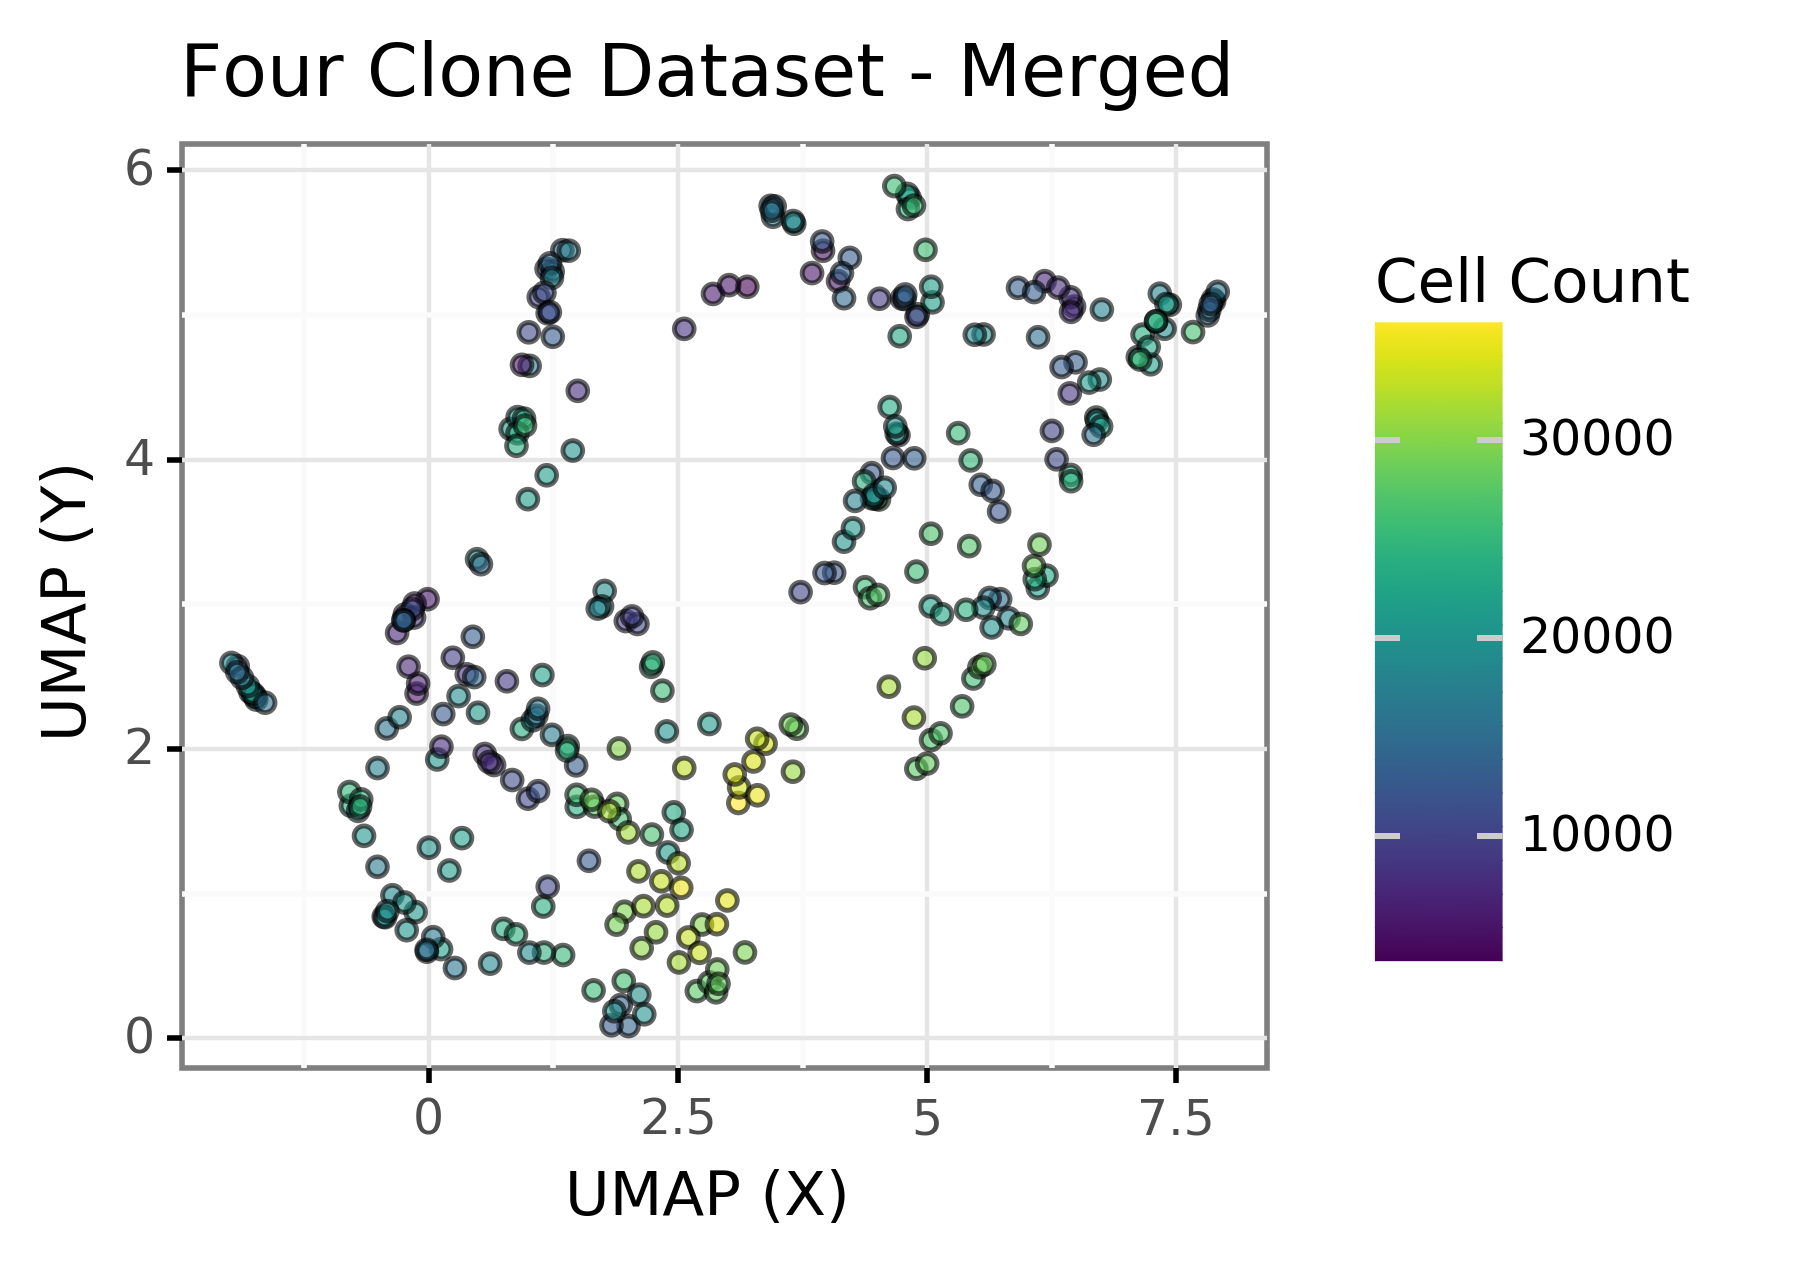 Four Clone Dataset - Merged
6
4
2
0
UMAP (Y)
0 2.5 5 7.5
UMAP (X)
Cell Count
30000
20000
10000